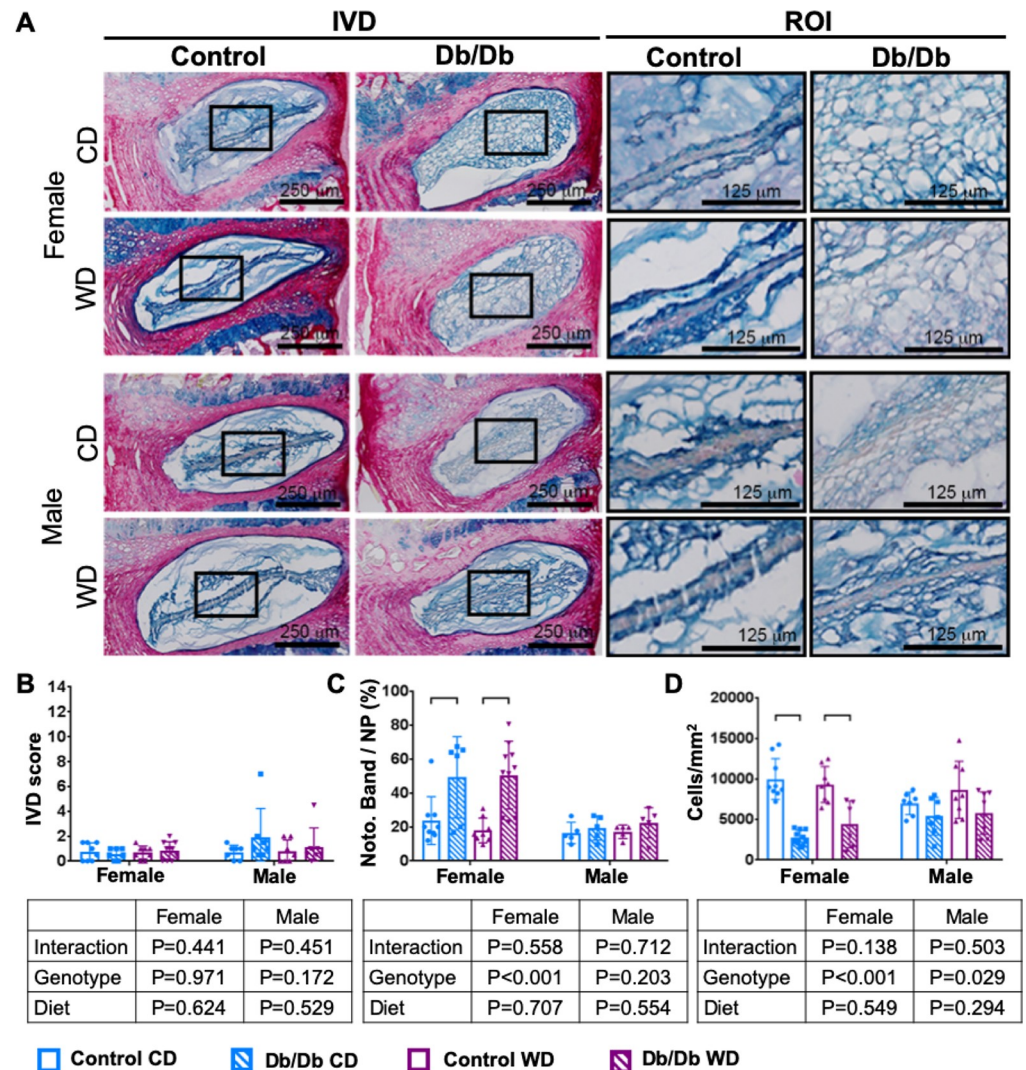 A
IVD
ROI
Control
Db/Db
Control
Db/Db
Female
CD
250 µm
250 µm
125 µm
125 µm
WD
250 µm
250 µm
125 µm
125 µm
Male
CD
250 µm
250 µm
125 µm
125 µm
WD
250 µm
250 µm
125 µm
125 µm
B
IVD score
14
12
10
8
6
4
2
0
Female
Male
C
Noto. Band / NP (%)
100
80
60
40
20
0
Female
Male
D
Cells/mm²
20000
15000
10000
5000
0
Female
Male
Female Male
Interaction P=0.441 P=0.451
Genotype P=0.971 P=0.172
Diet P=0.624 P=0.529
Female Male
Interaction P=0.558 P=0.712
Genotype P<0.001 P=0.203
Diet P=0.707 P=0.554
Female Male
Interaction P=0.138 P=0.503
Genotype P<0.001 P=0.029
Diet P=0.549 P=0.294
Control CD
Db/Db CD
Control WD
Db/Db WD